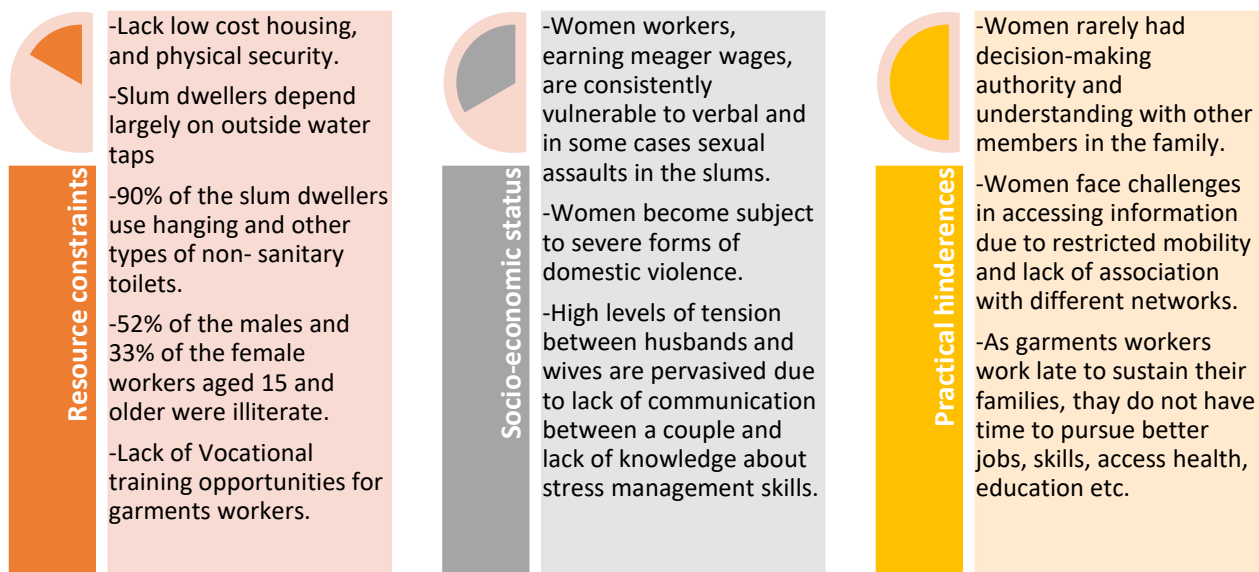 Resource constraints
-Lack low cost housing,
and physical security.
-Slum dwellers depend
largely on outside water
taps
-90% of the slum dwellers
use hanging and other
types of non- sanitary
toilets.
-52% of the males and
33% of the female
workers aged 15 and
older were illiterate.
-Lack of Vocational
training opportunities for
garments workers.
Socio-economic status
-Women workers,
earning meager wages,
are consistently
vulnerable to verbal and
in some cases sexual
assaults in the slums.
-Women become subject
to severe forms of
domestic violence.
-High levels of tension
between husbands and
wives are pervasived due
to lack of communication
between a couple and
lack of knowledge about
stress management skills.
Practical hinderences
-Women rarely had
decision-making
authority and
understanding with other
members in the family.
-Women face challenges
in accessing information
due to restricted mobility
and lack of association
with different networks.
-As garments workers
work late to sustain their
families, thay do not have
time to pursue better
jobs, skills, access health,
education etc.